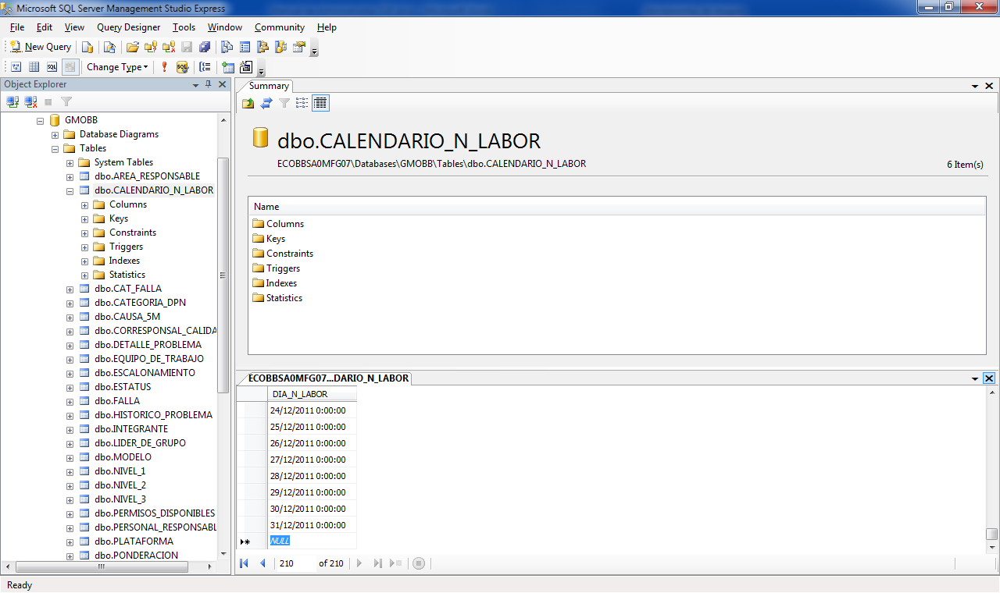 Microsoft SQL Server Management Studio Express
File Edit View Query Designer Tools Window Community Help
New Query
Change Type
Object Explorer
GMOBB
Database Diagrams
Tables
System Tables
dbo.AREA_RESPONSABLE
dbo.CALENDARIO_N_LABOR
Columns
Keys
Constraints
Triggers
Indexes
Statistics
dbo.CAT_FALLA
dbo.CATEGORIA_DPN
dbo.CAUSA_5M
dbo.CORRESPONSAL_CALIDA
dbo.DETALLE_PROBLEMA
dbo.EQUIPO_DE_TRABAJO
dbo.ESCALONAMIENTO
dbo.ESTATUS
dbo.FALLA
dbo.HISTORICO_PROBLEMA
dbo.INTEGRANTE
dbo.LIDER_DE_GRUPO
dbo.MODELO
dbo.NIVEL_1
dbo.NIVEL_2
dbo.NIVEL_3
dbo.PERMISOS_DISPONIBLES
dbo.PERSONAL_RESPONSABL
dbo.PLATAFORMA
dbo.PONDERACION
Summary
dbo.CALENDARIO_N_LABOR
ECOBBSA0MFG07\Databases\GMOBB\Tables\dbo.CALENDARIO_N_LABOR 6 Item(s)
Name
Columns
Keys
Constraints
Triggers
Indexes
Statistics
ECOBBSA0MFG07...DARIO_N_LABOR
DIA_N_LABOR
24/12/2011 0:00:00
25/12/2011 0:00:00
26/12/2011 0:00:00
27/12/2011 0:00:00
28/12/2011 0:00:00
29/12/2011 0:00:00
30/12/2011 0:00:00
31/12/2011 0:00:00
NULL
210 of 210
Ready